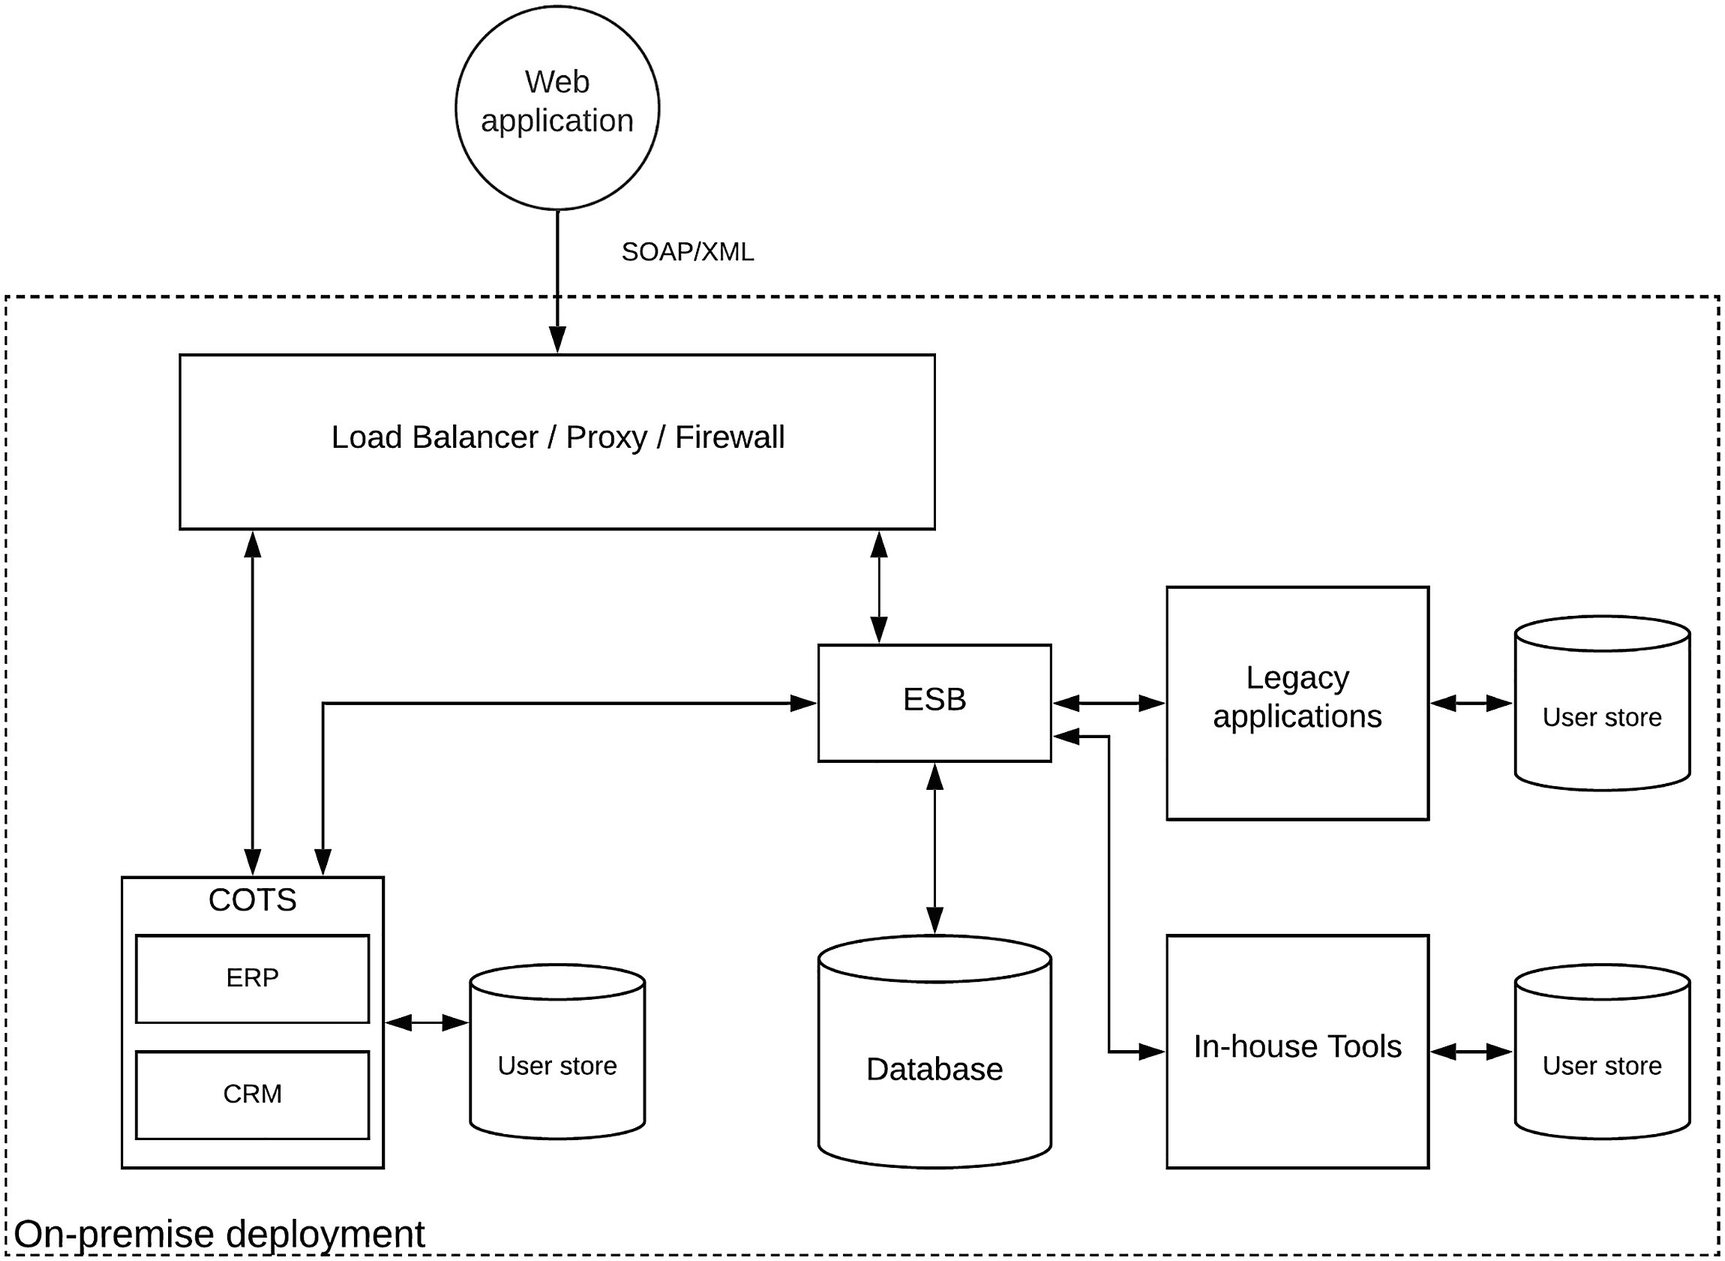 Web
application
SOAP/XML
Load Balancer / Proxy / Firewall
ESB
Legacy
applications
User store
COTS
ERP
CRM
User store
Database
In-house Tools
User store
On-premise deployment